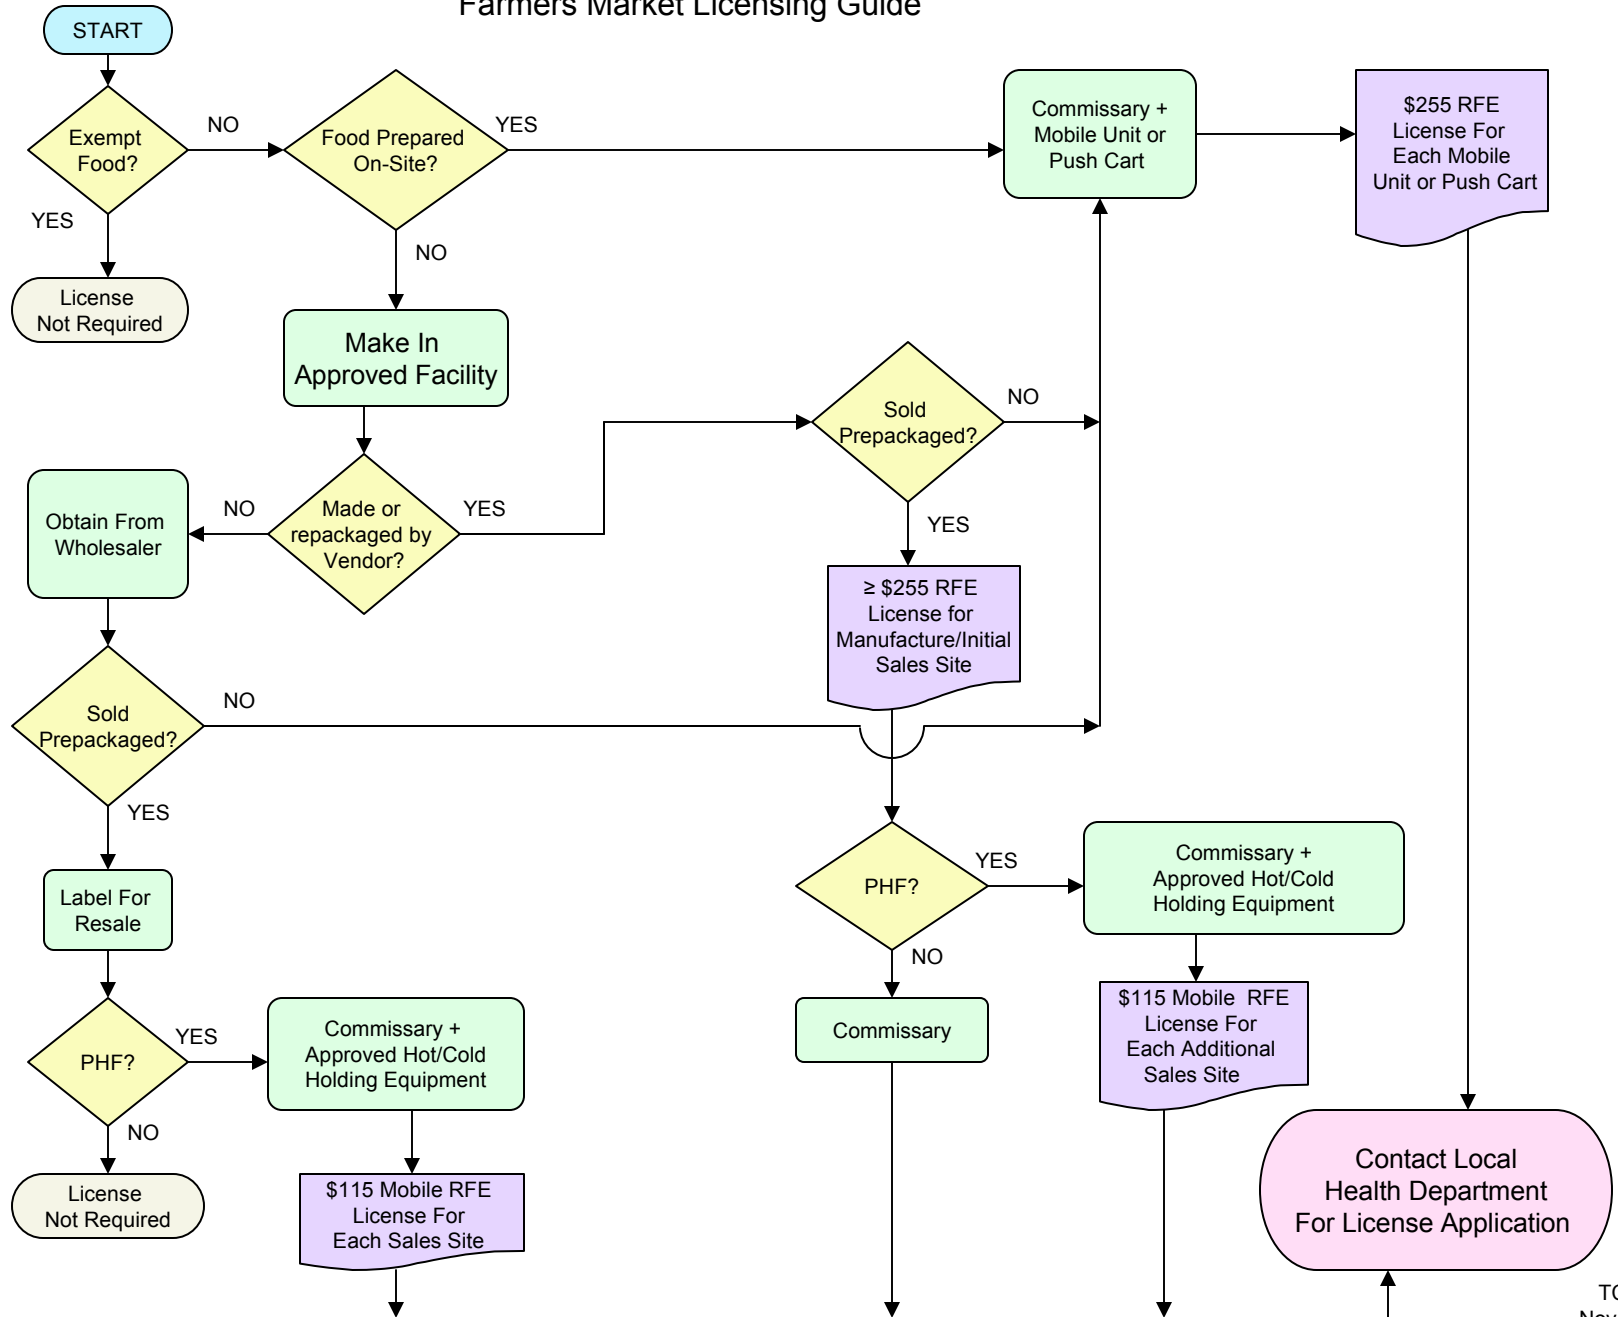 Farmers Market Licensing Guide
START
Exempt
Food?
NO
YES
License
Not Required
Food Prepared
On-Site?
YES
NO
Commissary +
Mobile Unit or
Push Cart
$255 RFE
License For
Each Mobile
Unit or Push Cart
Make In
Approved Facility
Made or
repackaged by
Vendor?
NO
YES
Sold
Prepackaged?
NO
YES
Obtain From
Wholesaler
≥ $255 RFE
License for
Manufacture/Initial
Sales Site
Sold
Prepackaged?
NO
YES
Label For
Resale
PHF?
YES
NO
Commissary +
Approved Hot/Cold
Holding Equipment
PHF?
YES
NO
Commissary +
Approved Hot/Cold
Holding Equipment
Commissary
$115 Mobile  RFE
License For
Each Additional
Sales Site
License
Not Required
$115 Mobile RFE
License For
Each Sales Site
Contact Local
Health Department
For License Application